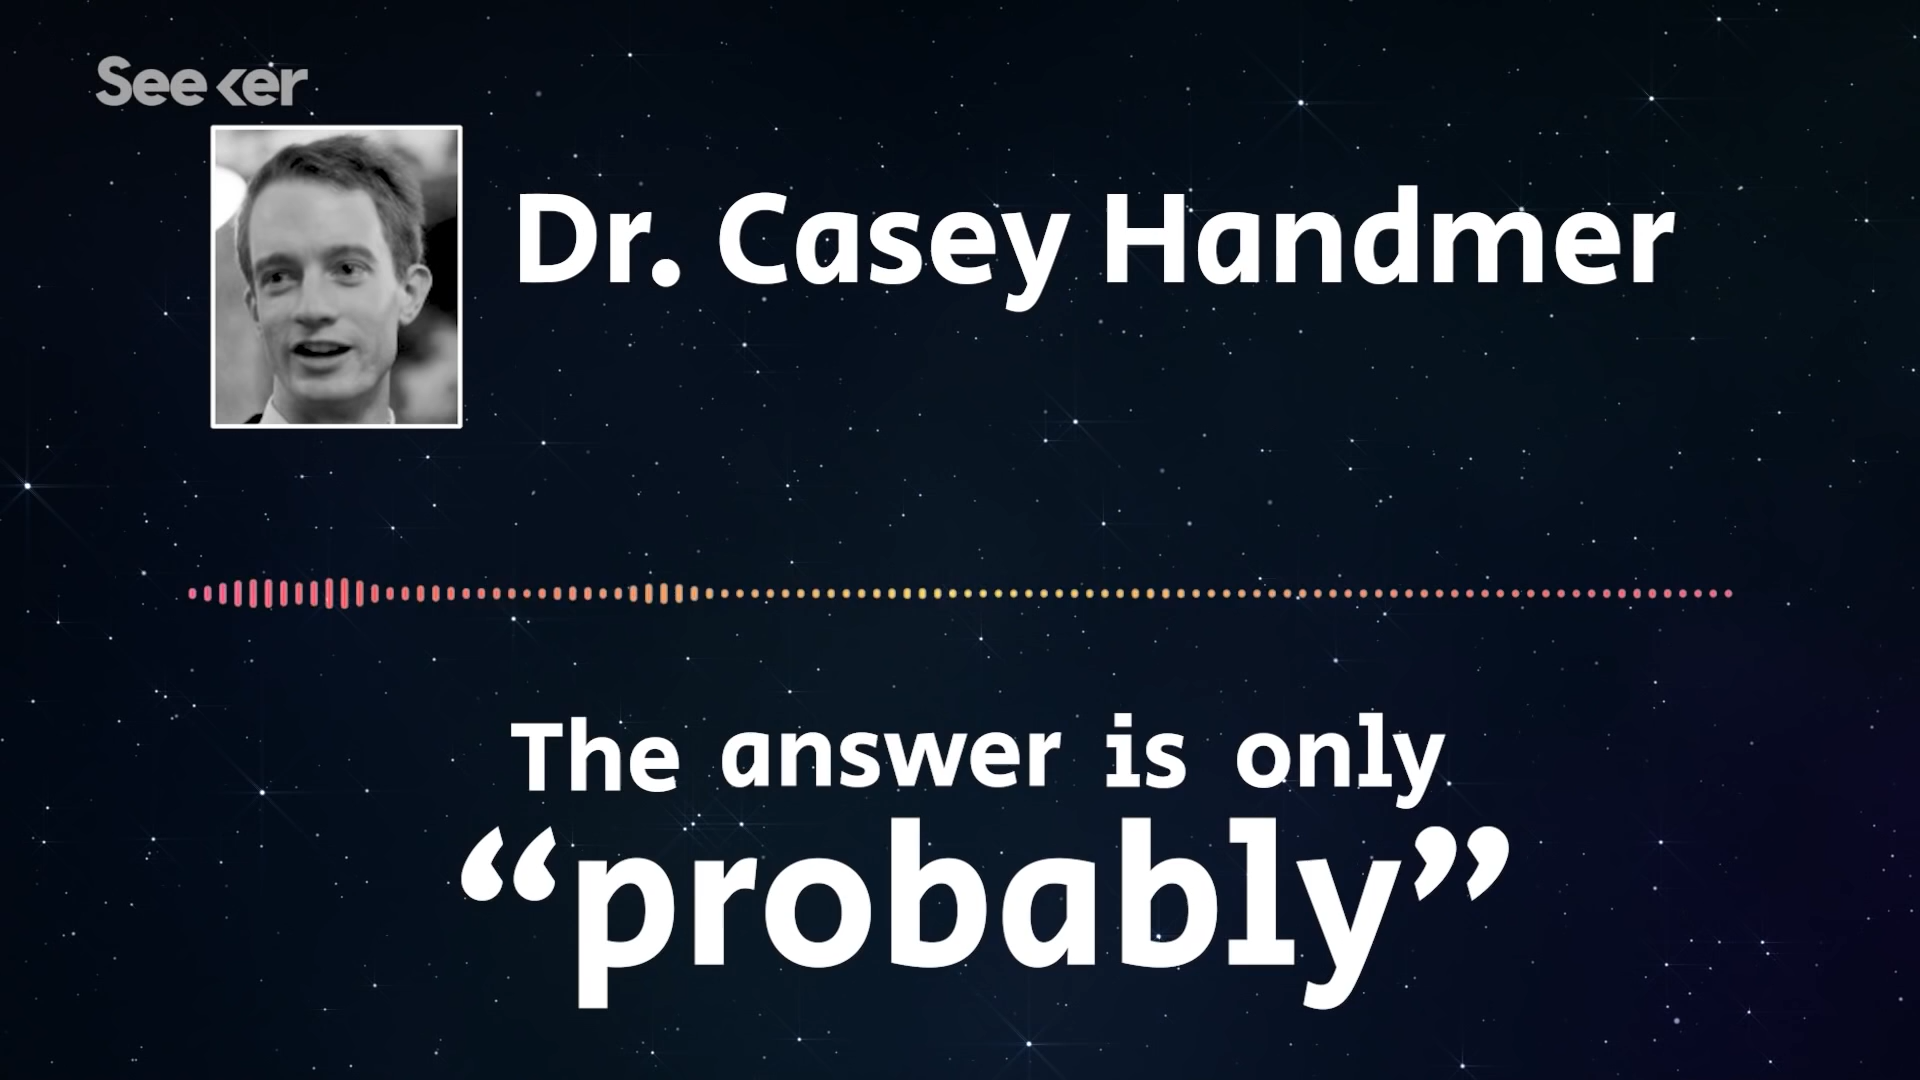 Seeker
Dr. Casey Handmer
The answer is only
“probably”